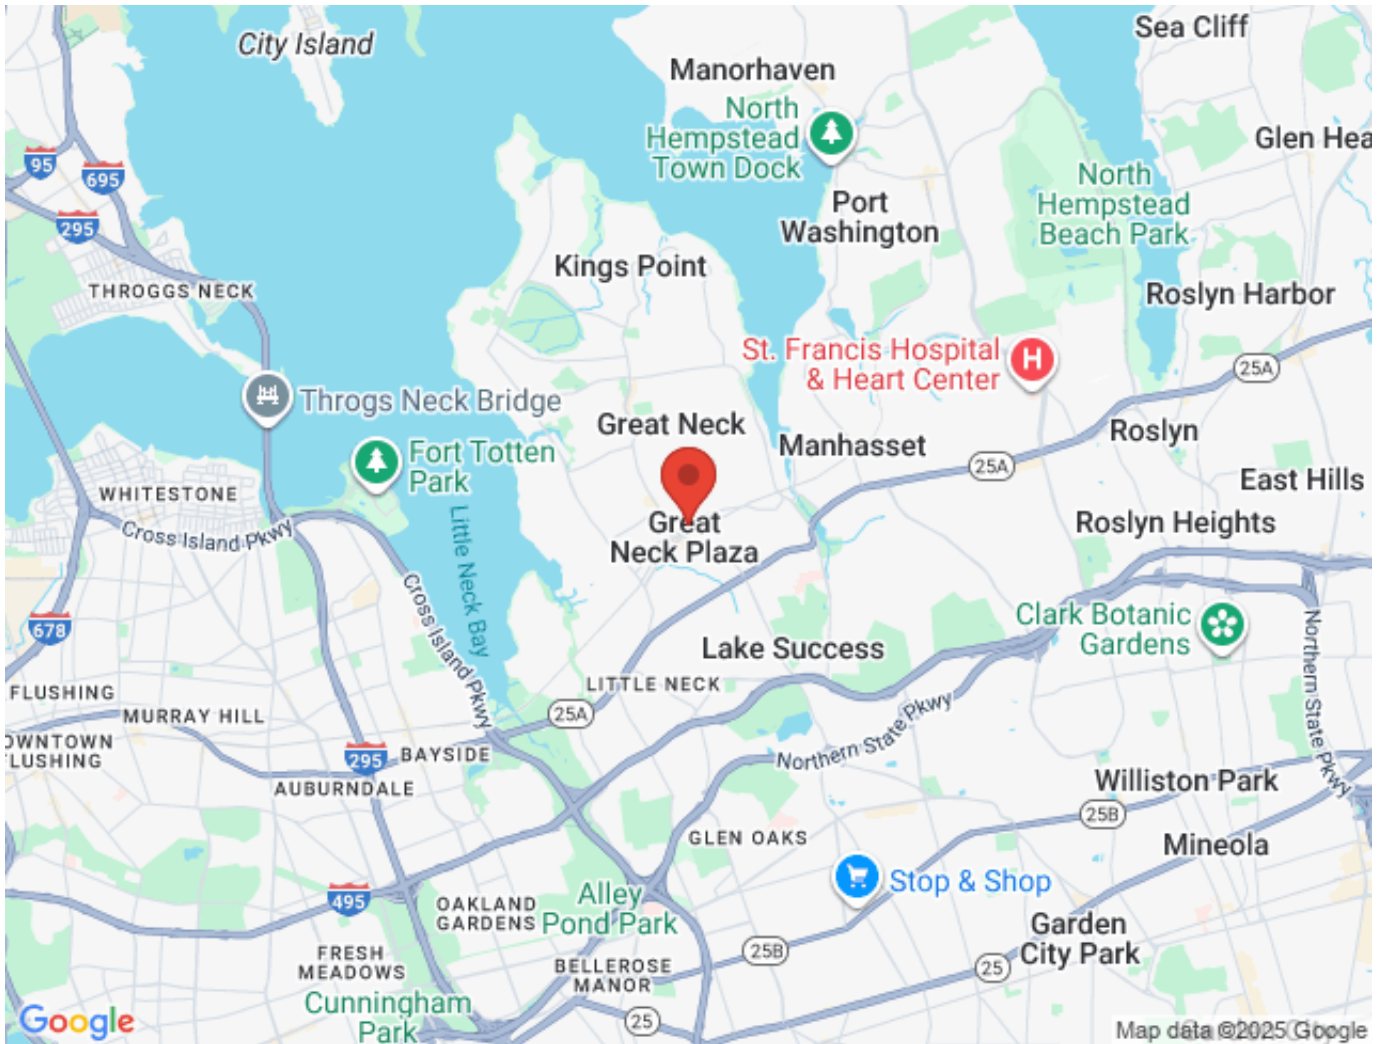 City Island
Sea Cliff
Manorhaven
North
Hempstead
Town Dock
Glen Hea
95
695
North
Hempstead
Beach Park
295
Port
Washington
Kings Point
THROGGS NECK
Roslyn Harbor
St. Francis Hospital
& Heart Center
H
25A
Throgs Neck Bridge
Great Neck
Roslyn
Manhasset
Fort Totten
Park
25A
East Hills
WHITESTONE
Great
Neck Plaza
Roslyn Heights
Cross Island Pkwy
Little Neck Bay
Cross Island Pkwy
678
Clark Botanic
Gardens
Northern State Pkwy
Lake Success
LITTLE NECK
FLUSHING
MURRAY HILL
25A
Northern State Pkwy
OWNTOWN
FLUSHING
295
BAYSIDE
AUBURNDALE
Williston Park
25B
GLEN OAKS
Mineola
Stop & Shop
495
OAKLAND
GARDENS
Alley
Pond Park
Garden
City Park
25B
FRESH
MEADOWS
BELLEROSE
MANOR
25
Cunningham
Park
25
Google
Map data ©2025 Google